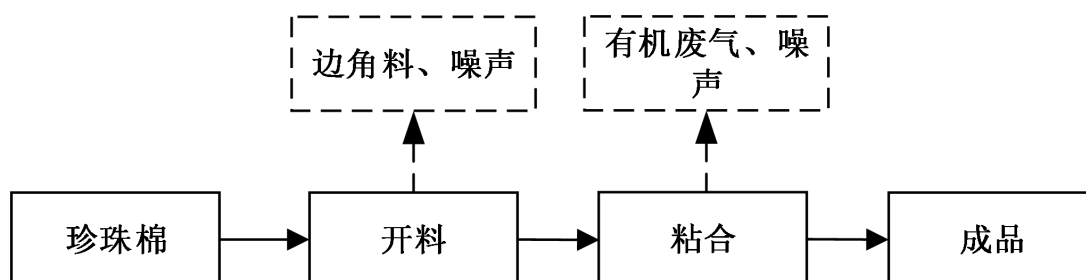 边角料、噪声
有机废气、噪
声
珍珠棉
开料
粘合
成品